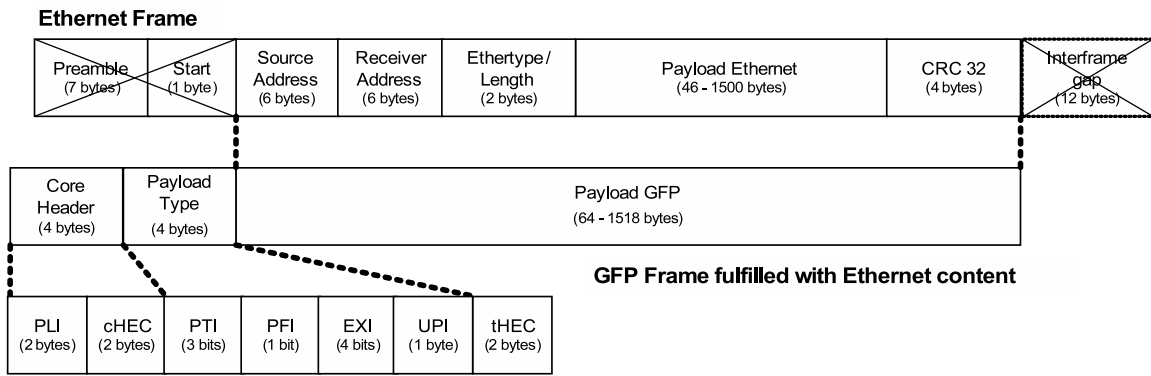 Ethernet Frame
Preamble
(7 bytes)
Start
(1 byte)
Source
Address
(6 bytes)
Receiver
Address
(6 bytes)
Ethertype/
Length
(2 bytes)
Payload Ethernet
(46 - 1500 bytes)
CRC 32
(4 bytes)
Interframe
gap
(12 bytes)
Core
Header
(4 bytes)
Payload
Type
(4 bytes)
Payload GFP
(64 - 1518 bytes)
GFP Frame fulfilled with Ethernet content
PLI
(2 bytes)
cHEC
(2 bytes)
PTI
(3 bits)
PFI
(1 bit)
EXI
(4 bits)
UPI
(1 byte)
tHEC
(2 bytes)